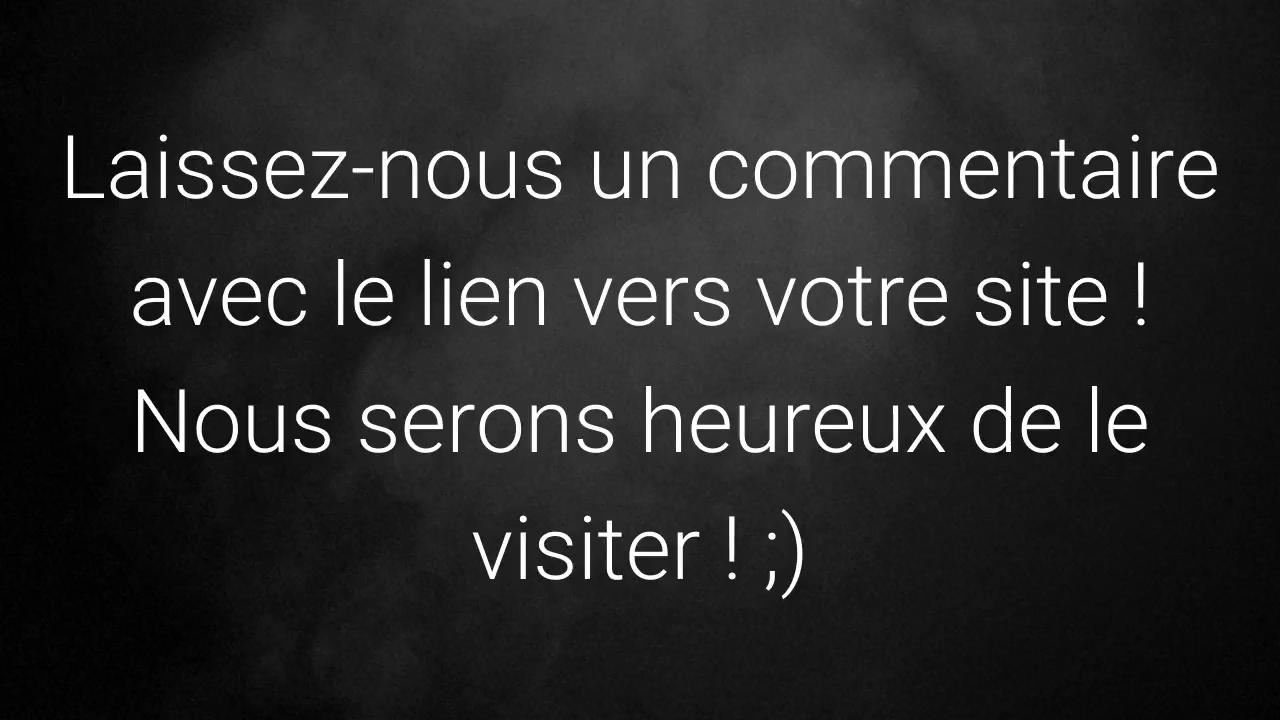 Laissez-nous un commentaire
avec le lien vers votre site !
Nous serons heureux de le
visiter ! ;)